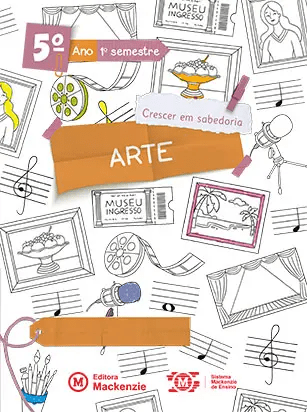 MUSEU
INGRESSO
5º
Ano 1º semestre
Crescer em sabedoria
ARTE
MUSEU
INGRESSO
Editora
Mackenzie
Sistema
Mackenzie
de Ensino